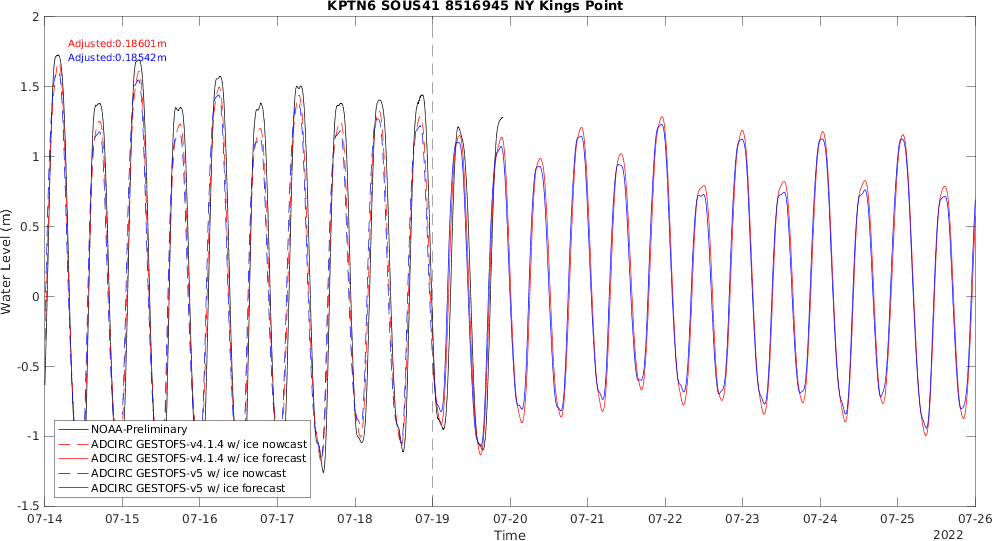 KPTN6 SOUS41 8516945 NY Kings Point
Adjusted:0.18601m
Adjusted:0.18542m
2
1.5
1
0.5
0
-0.5
-1
-1.5
Water Level (m)
NOAA-Preliminary
ADCIRC GESTOFS-v4.1.4 w/ ice nowcast
ADCIRC GESTOFS-v4.1.4 w/ ice forecast
ADCIRC GESTOFS-v5 w/ ice nowcast
ADCIRC GESTOFS-v5 w/ ice forecast
07-14 07-15 07-16 07-17 07-18 07-19 07-20 07-21 07-22 07-23 07-24 07-25 07-26
Time
2022